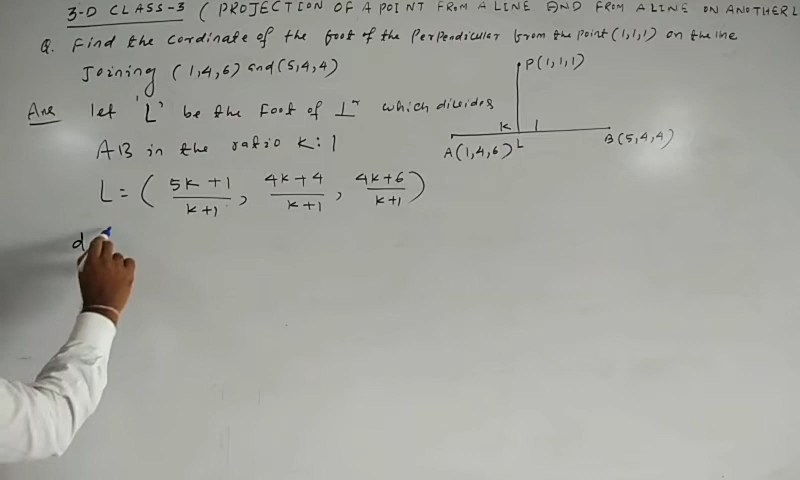 3-D CLASS-3 ( PROJECTION OF A POINT FROM A LINE AND FROM A LINE ON ANOTHER L
Q. Find the cordinate of the foot of the Perpendicular from the point (1,1,1) on the line
Joining (1,4,6) and (5,4,4)
Ans let 'L' be the Foot of ⊥r which divides
AB in the ratio K:1
L = ( 5K+1/K+1 , 4K+4/K+1 , 4K+6/K+1 )
d
P(1,1,1)
K 1
A(1,4,6) L B(5,4,4)